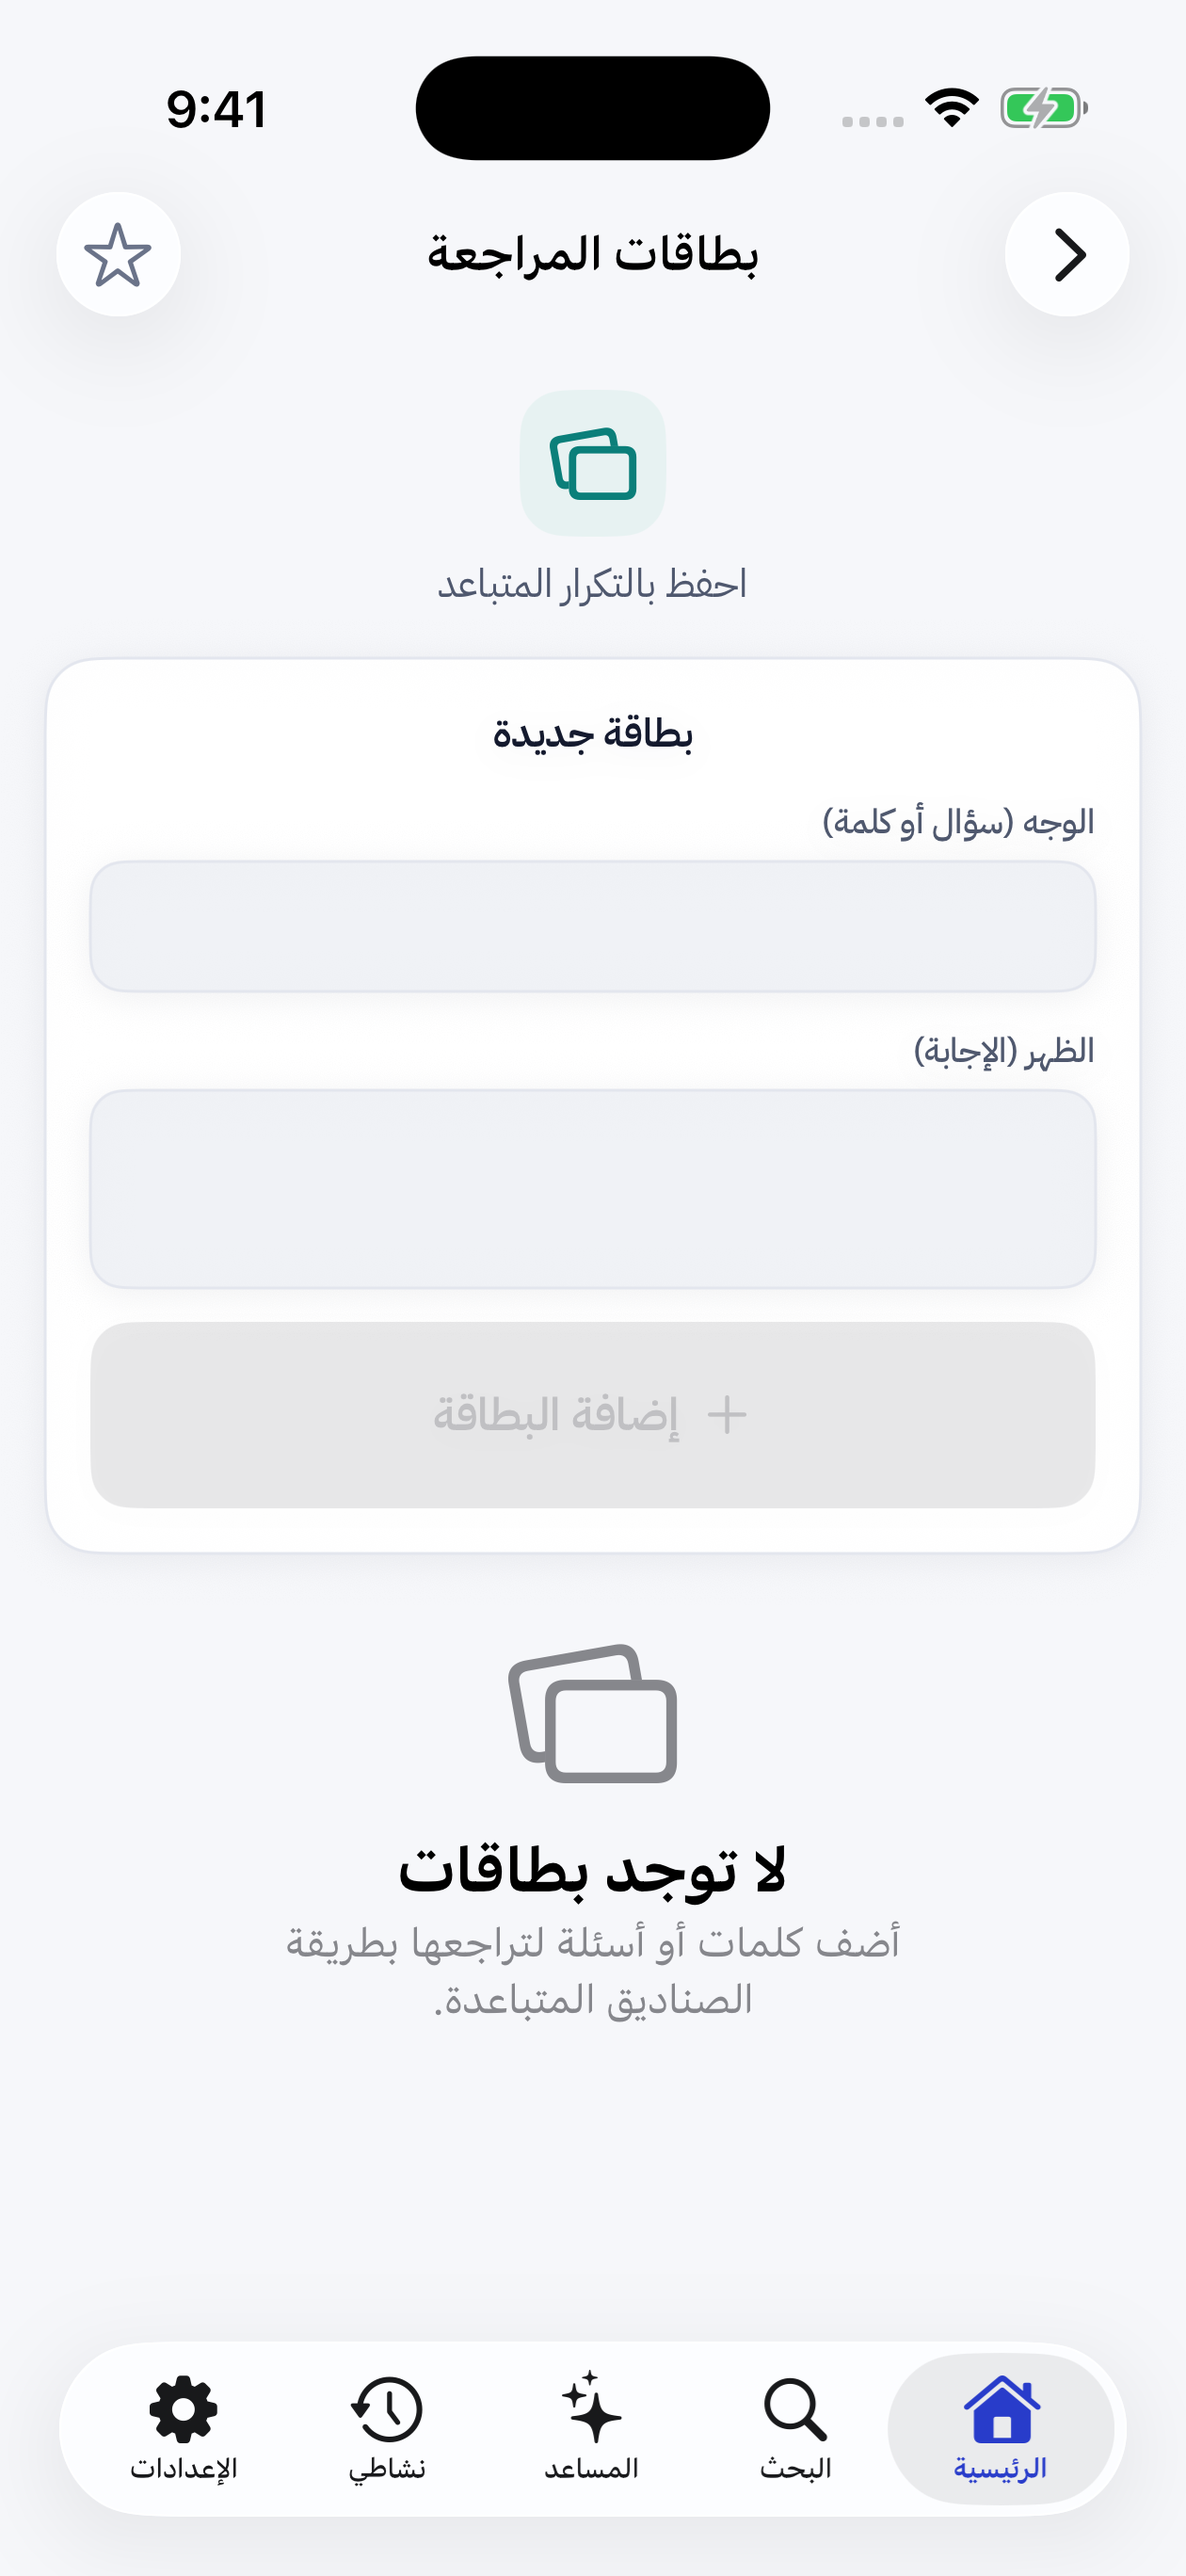 9:41
بطاقات المراجعة
احفظ بالتكرار المتباعد
بطاقة جديدة
الوجه (سؤال أو كلمة)
الظهر (الإجابة)
إضافة البطاقة
لا توجد بطاقات
أضف كلمات أو أسئلة لتراجعها بطريقة
الصناديق المتباعدة.
الرئيسية
البحث
المساعد
نشاطي
الإعدادات